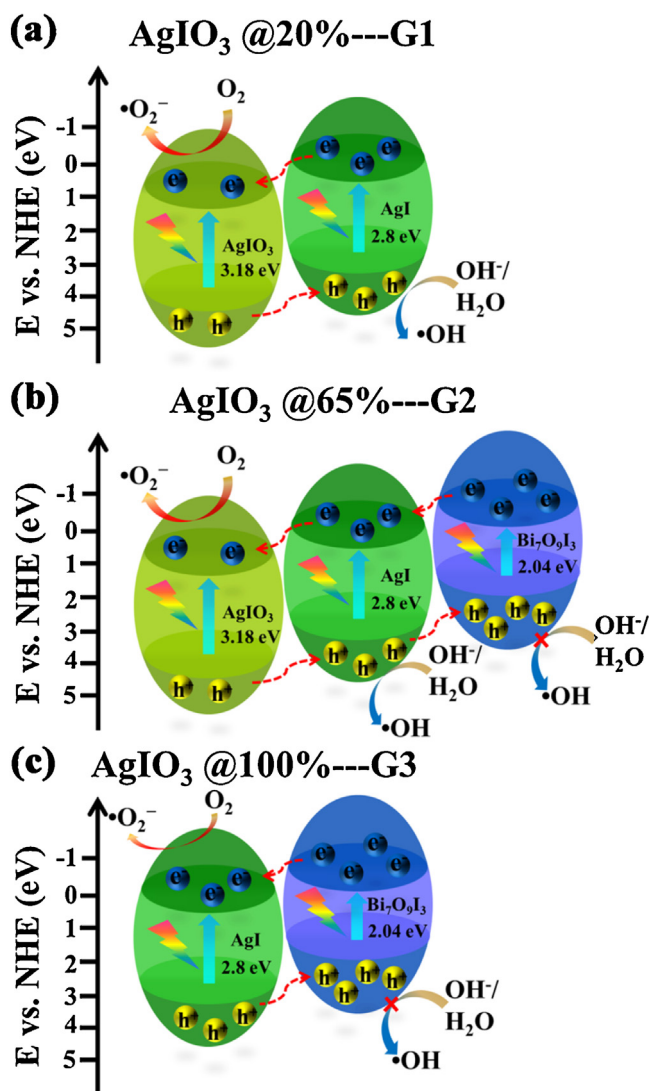 (a) AgIO₃ @20%---G1
E vs. NHE (eV)
-1
0
1
2
3
4
5
•O₂⁻
O₂
e⁻ e⁻
AgIO₃
3.18 eV
h⁺ h⁺
e⁻ e⁻ e⁻
AgI
2.8 eV
h⁺ h⁺ h⁺
OH⁻/
H₂O
•OH
(b) AgIO₃ @65%---G2
E vs. NHE (eV)
-1
0
1
2
3
4
5
•O₂⁻
O₂
e⁻ e⁻
AgIO₃
3.18 eV
h⁺ h⁺
e⁻ e⁻ e⁻
AgI
2.8 eV
h⁺ h⁺ h⁺
OH⁻/
H₂O
•OH
e⁻ e⁻ e⁻ e⁻
Bi₇O₉I₃
2.04 eV
h⁺ h⁺ h⁺ h⁺
OH⁻/
H₂O
•OH
(c) AgIO₃ @100%---G3
E vs. NHE (eV)
-1
0
1
2
3
4
5
•O₂⁻
O₂
e⁻ e⁻ e⁻
AgI
2.8 eV
h⁺ h⁺ h⁺
e⁻ e⁻ e⁻ e⁻
Bi₇O₉I₃
2.04 eV
h⁺ h⁺ h⁺ h⁺
OH⁻/
H₂O
•OH